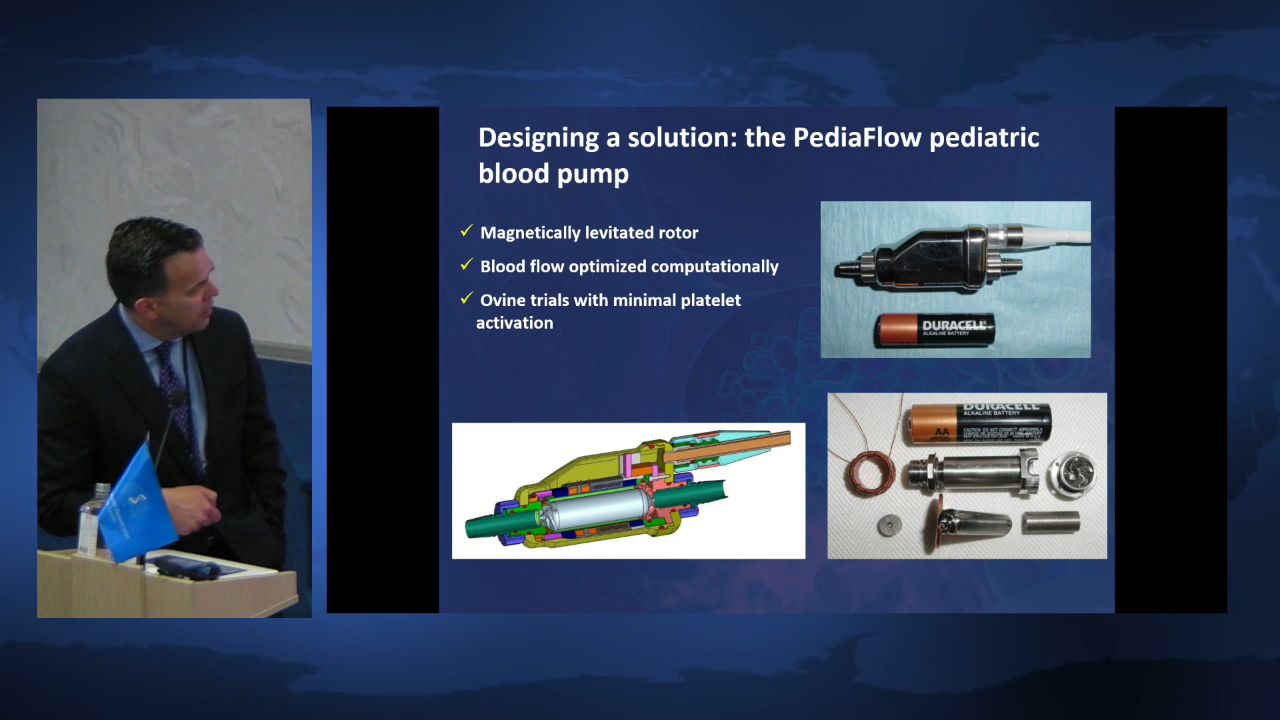 Designing a solution: the PediaFlow pediatric
blood pump
✓ Magnetically levitated rotor
✓ Blood flow optimized computationally
✓ Ovine trials with minimal platelet
activation
DURACELL
ALKALINE BATTERY
DURACELL
ALKALINE BATTERY
AA